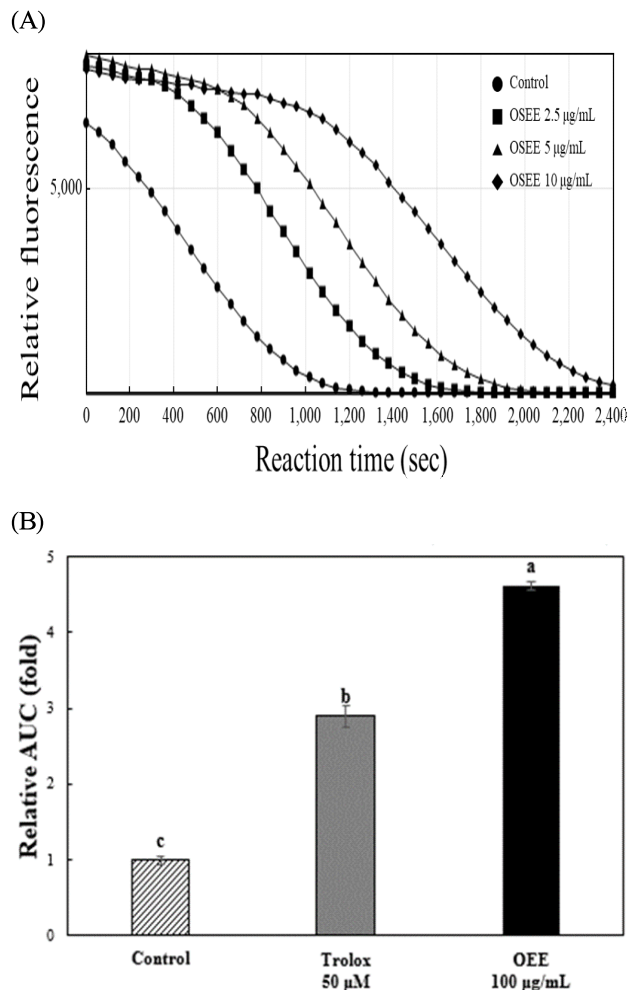 (A)
Relative fluorescence
5,000
Control
OSEE 2.5 µg/mL
OSEE 5 µg/mL
OSEE 10 µg/mL
0 200 400 600 800 1,000 1,200 1,400 1,600 1,800 2,000 2,200 2,400
Reaction time (sec)
(B)
Relative AUC (fold)
5
4
3
2
1
0
c
b
a
Control
Trolox
50 µM
OEE
100 µg/mL